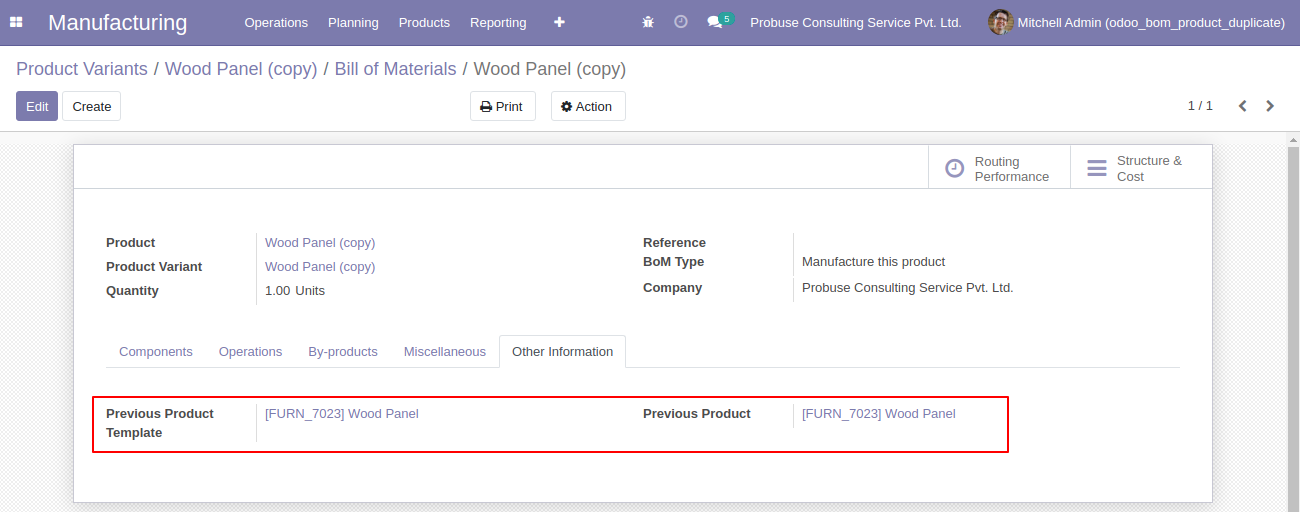 Manufacturing Operations Planning Products Reporting 5 Probuse Consulting Service Pvt. Ltd. Mitchell Admin (odoo_bom_product_duplicate)
Product Variants / Wood Panel (copy) / Bill of Materials / Wood Panel (copy)
Edit Create Print Action 1 / 1
Routing Performance
Structure & Cost
Product Wood Panel (copy)
Product Variant Wood Panel (copy)
Quantity 1.00 Units
Reference
BoM Type Manufacture this product
Company Probuse Consulting Service Pvt. Ltd.
Components Operations By-products Miscellaneous Other Information
Previous Product Template [FURN_7023] Wood Panel
Previous Product [FURN_7023] Wood Panel